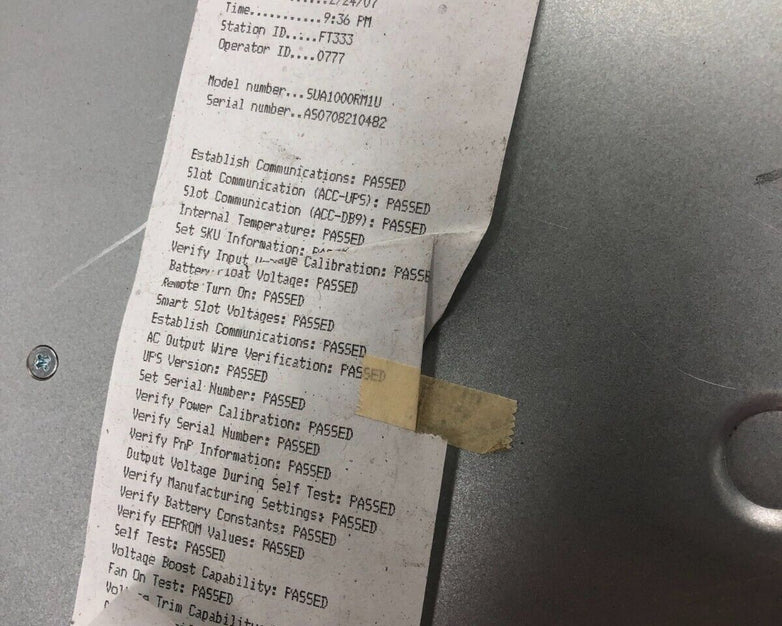 Time...........9:36 PM
Station ID.....FT333
Operator ID....0777
Model number...SUA1000RM1U
Serial number..AS0708210482
Establish Communications: PASSED
Slot Communication (ACC-UPS): PASSED
Slot Communication (ACC-DB9): PASSED
Internal Temperature: PASSED
Set SKU Information:
Verify Input Calibration: PASSE
Battery Float Voltage: PASSED
Remote Turn On: PASSED
Smart Slot Voltages: PASSED
Establish Communications: PASSED
AC Output Wire Verification: PASSED
UPS Version: PASSED
Set Serial Number: PASSED
Verify Power Calibration: PASSED
Verify Serial Number: PASSED
Verify PnP Information: PASSED
Output Voltage During Self Test: PASSED
Verify Manufacturing Settings: PASSED
Verify Battery Constants: PASSED
Verify EEPROM Values: PASSED
Self Test: PASSED
Voltage Boost Capability: PASSED
Fan On Test: PASSED
Trim Capability: